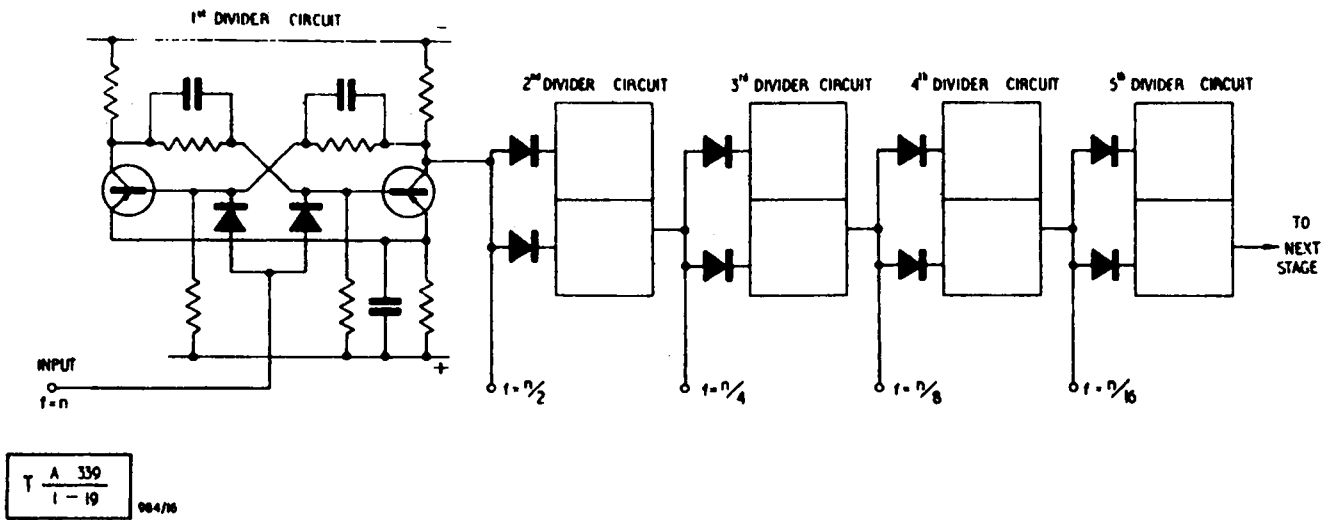 1st DIVIDER CIRCUIT
−
2nd DIVIDER CIRCUIT
3rd DIVIDER CIRCUIT
4th DIVIDER CIRCUIT
5th DIVIDER CIRCUIT
TO
NEXT
STAGE
INPUT
f=n
+
f=n/2
f=n/4
f=n/8
f=n/16
T A 339
1 − 19
984/16